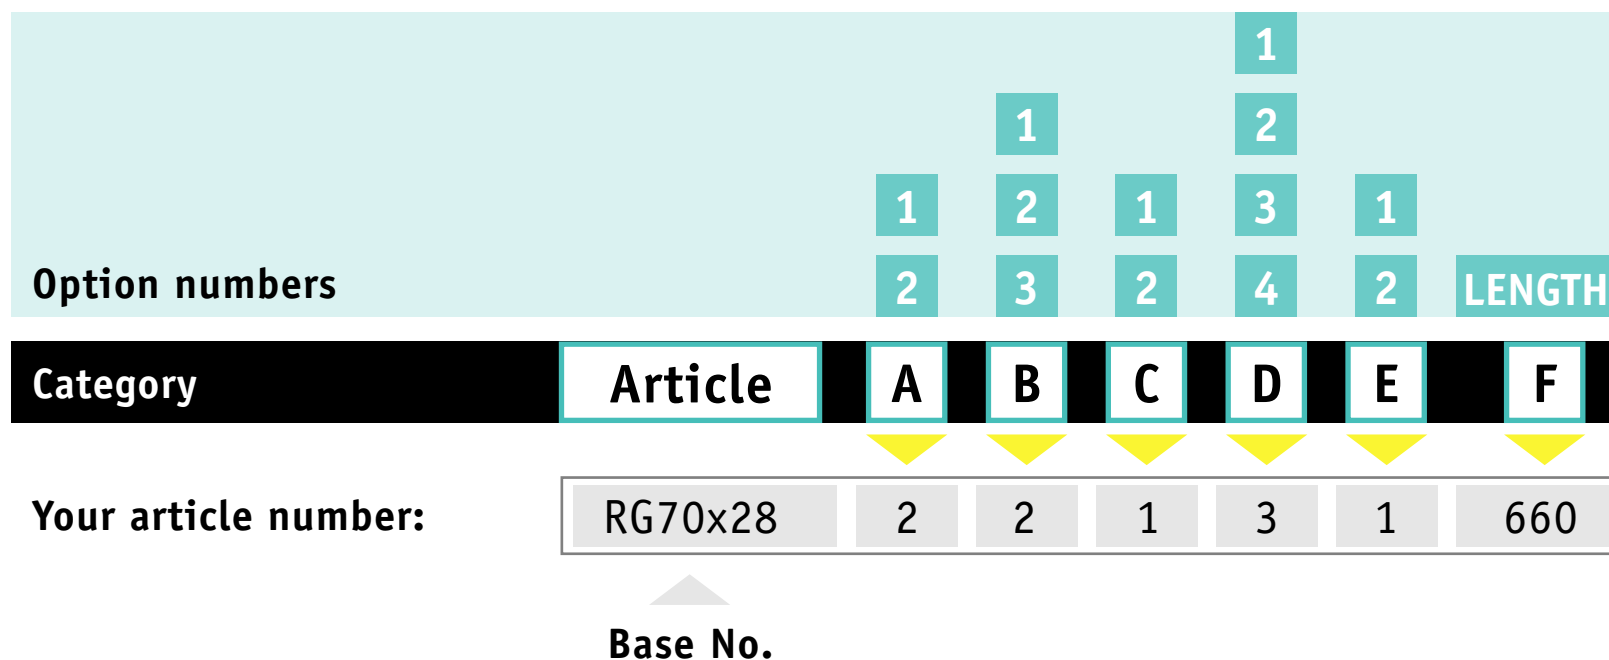 1
1 2
1 2 1 3 1
Option numbers 2 3 2 4 2 LENGTH
Category Article A B C D E F
Your article number: RG70x28 2 2 1 3 1 660
Base No.